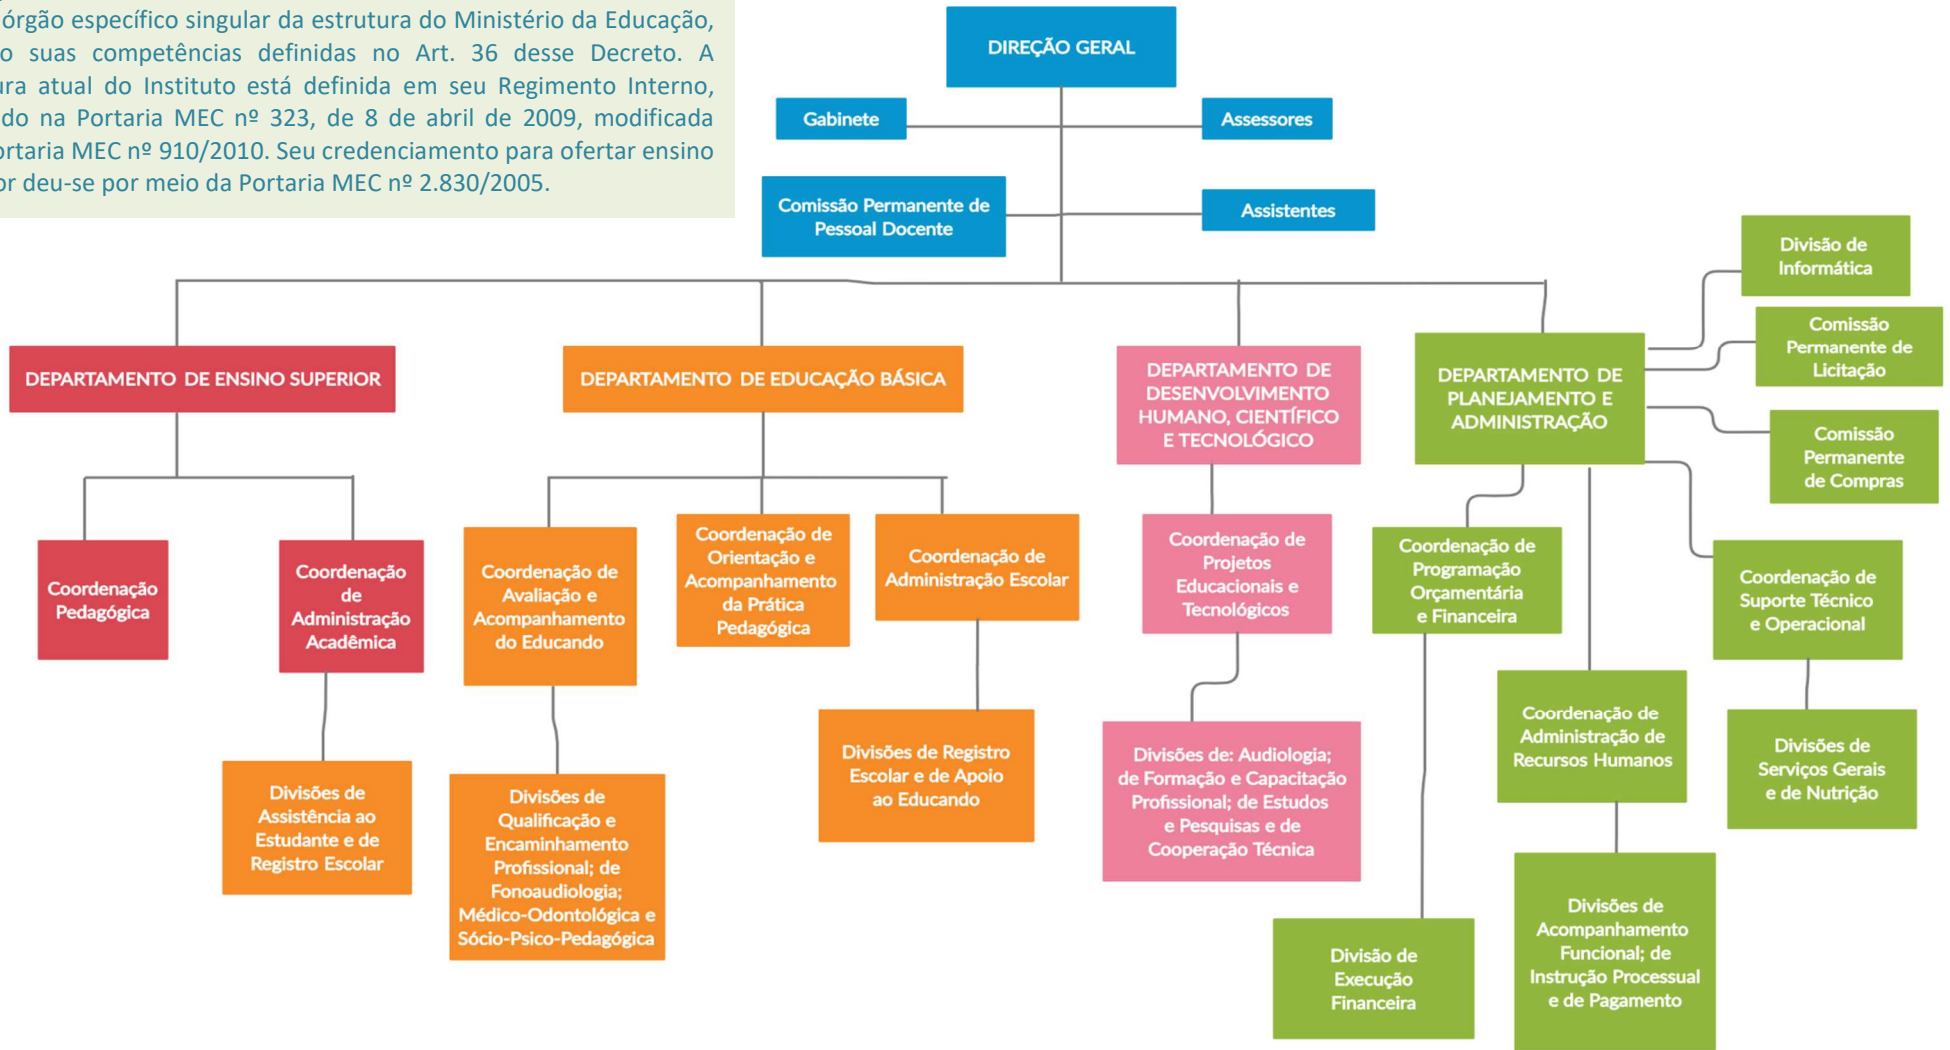 órgão específico singular da estrutura do Ministério da Educação,
suas competências definidas no Art. 36 desse Decreto. A
atual do Instituto está definida em seu Regimento Interno,
na Portaria MEC nº 323, de 8 de abril de 2009, modificada
MEC nº 910/2010. Seu credenciamento para ofertar ensino
deu-se por meio da Portaria MEC nº 2.830/2005.
DIREÇÃO GERAL
Gabinete
Assessores
Comissão Permanente de
Pessoal Docente
Assistentes
Divisão de
Informática
Comissão
Permanente de
Licitação
Comissão
Permanente
de Compras
DEPARTAMENTO DE ENSINO SUPERIOR
DEPARTAMENTO DE EDUCAÇÃO BÁSICA
DEPARTAMENTO DE
DESENVOLVIMENTO
HUMANO, CIENTÍFICO
E TECNOLÓGICO
DEPARTAMENTO DE
PLANEJAMENTO E
ADMINISTRAÇÃO
Coordenação
Pedagógica
Coordenação
de
Administração
Acadêmica
Coordenação de
Avaliação e
Acompanhamento
do Educando
Coordenação de
Orientação e
Acompanhamento
da Prática
Pedagógica
Coordenação de
Administração Escolar
Coordenação de
Projetos
Educacionais e
Tecnológicos
Coordenação de
Programação
Orçamentária
e Financeira
Coordenação de
Suporte Técnico
e Operacional
Coordenação de
Administração de
Recursos Humanos
Divisões de
Assistência ao
Estudante e de
Registro Escolar
Divisões de
Qualificação e
Encaminhamento
Profissional; de
Fonoaudiologia;
Médico-Odontológica e
Sócio-Psico-Pedagógica
Divisões de Registro
Escolar e de Apoio
ao Educando
Divisões de: Audiologia;
de Formação e Capacitação
Profissional; de Estudos
e Pesquisas e de
Cooperação Técnica
Divisões de
Serviços Gerais
e de Nutrição
Divisão de
Execução
Financeira
Divisões de
Acompanhamento
Funcional; de
Instrução Processual
e de Pagamento